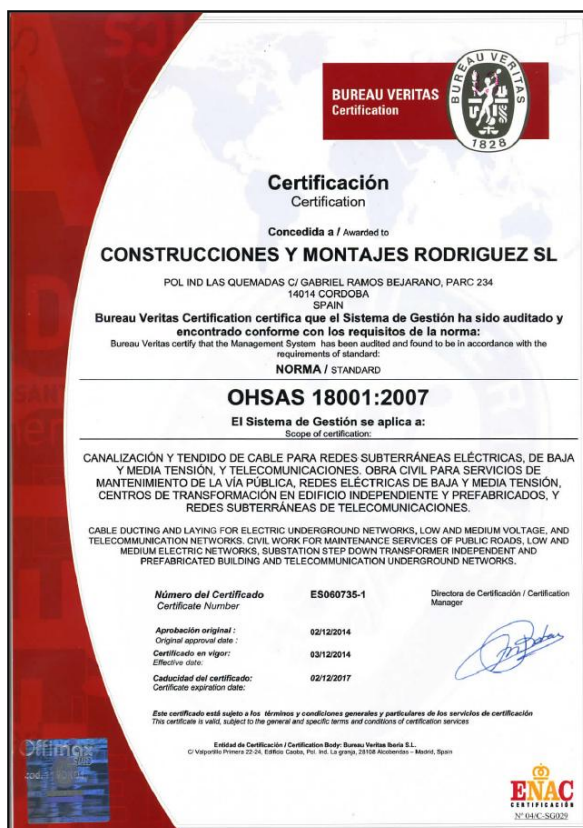 BUREAU VERITAS
Certification
BUREAU VERITAS
1828
Certificación
Certification
Concedida a / Awarded to
CONSTRUCCIONES Y MONTAJES RODRIGUEZ SL
POL IND LAS QUEMADAS C/ GABRIEL RAMOS BEJARANO, PARC 234
14014 CORDOBA
SPAIN
Bureau Veritas Certification certifica que el Sistema de Gestión ha sido auditado y
encontrado conforme con los requisitos de la norma:
Bureau Veritas certify that the Management System has been audited and found to be in accordance with the
requirements of standard:
NORMA / STANDARD
OHSAS 18001:2007
El Sistema de Gestión se aplica a:
Scope of certification:
CANALIZACIÓN Y TENDIDO DE CABLE PARA REDES SUBTERRÁNEAS ELÉCTRICAS, DE BAJA
Y MEDIA TENSIÓN, Y TELECOMUNICACIONES. OBRA CIVIL PARA SERVICIOS DE
MANTENIMIENTO DE LA VÍA PÚBLICA, REDES ELÉCTRICAS DE BAJA Y MEDIA TENSIÓN,
CENTROS DE TRANSFORMACIÓN EN EDIFICIO INDEPENDIENTE Y PREFABRICADOS, Y
REDES SUBTERRÁNEAS DE TELECOMUNICACIONES.
CABLE DUCTING AND LAYING FOR ELECTRIC UNDERGROUND NETWORKS, LOW AND MEDIUM VOLTAGE, AND
TELECOMMUNICATION NETWORKS. CIVIL WORK FOR MAINTENANCE SERVICES OF PUBLIC ROADS, LOW AND
MEDIUM ELECTRIC NETWORKS, SUBSTATION STEP DOWN TRANSFORMER INDEPENDENT AND
PREFABRICATED BUILDING AND TELECOMMUNICATION UNDERGROUND NETWORKS.
Número del Certificado ES060735-1 Directora de Certificación / Certification
Certificate Number Manager
Aprobación original : 02/12/2014
Original approval date :
Certificado en vigor: 03/12/2014
Effective date:
Caducidad del certificado: 02/12/2017
Certificate expiration date:
Este certificado está sujeto a los términos y condiciones generales y particulares de los servicios de certificación
This certificate is valid, subject to the general and specific terms and conditions of certification services
Entidad de Certificación / Certification Body: Bureau Veritas Iberia S.L.
C/ Valportillo Primera 22-24, Edificio Caoba, Pol. Ind. La granja, 28108 Alcobendas – Madrid, Spain
Offimax
ENAC
CERTIFICACIÓN
Nº 04/C-SG029